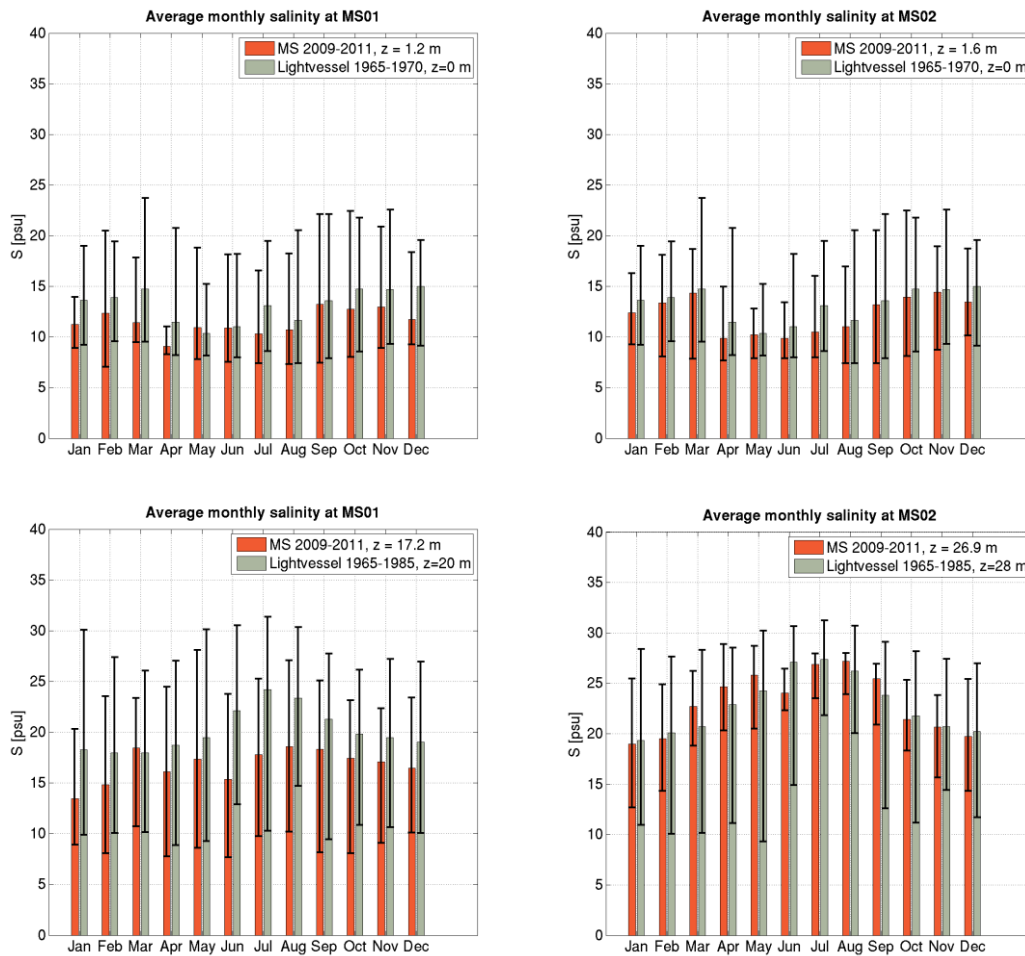 Average monthly salinity at MS01
MS 2009-2011, z = 1.2 m
Lightvessel 1965-1970, z=0 m
S [psu]
40
35
30
25
20
15
10
5
0
Jan Feb Mar Apr May Jun Jul Aug Sep Oct Nov Dec
Average monthly salinity at MS02
MS 2009-2011, z = 1.6 m
Lightvessel 1965-1970, z=0 m
S [psu]
40
35
30
25
20
15
10
5
0
Jan Feb Mar Apr May Jun Jul Aug Sep Oct Nov Dec
Average monthly salinity at MS01
MS 2009-2011, z = 17.2 m
Lightvessel 1965-1985, z=20 m
S [psu]
40
35
30
25
20
15
10
5
0
Jan Feb Mar Apr May Jun Jul Aug Sep Oct Nov Dec
Average monthly salinity at MS02
MS 2009-2011, z = 26.9 m
Lightvessel 1965-1985, z=28 m
S [psu]
40
35
30
25
20
15
10
5
0
Jan Feb Mar Apr May Jun Jul Aug Sep Oct Nov Dec